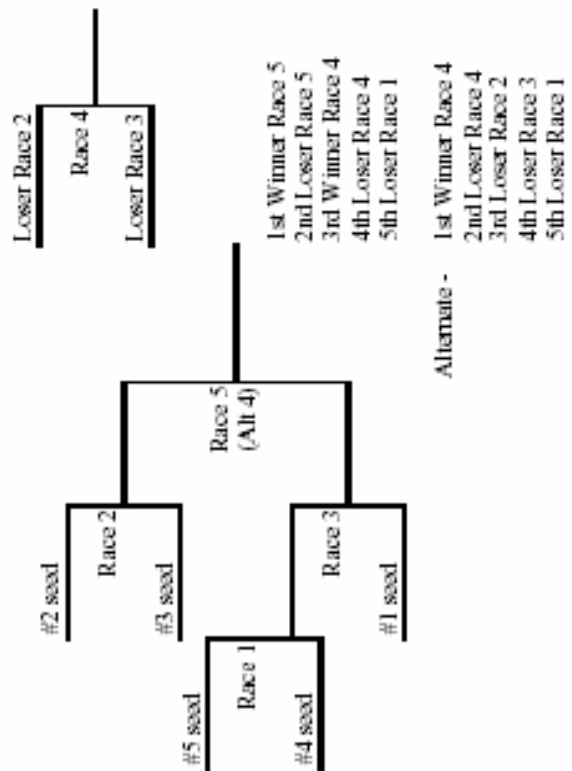 Loser Race 2
Race 4
Loser Race 3
#2 seed
Race 2
#3 seed
Race 5
(Alt 4)
#5 seed
Race 1
#4 seed
Race 3
#1 seed
1st Winner Race 5
2nd Loser Race 5
3rd Winner Race 4
4th Loser Race 4
5th Loser Race 1
Alternate - 1st Winner Race 4
2nd Loser Race 4
3rd Loser Race 2
4th Loser Race 3
5th Loser Race 1